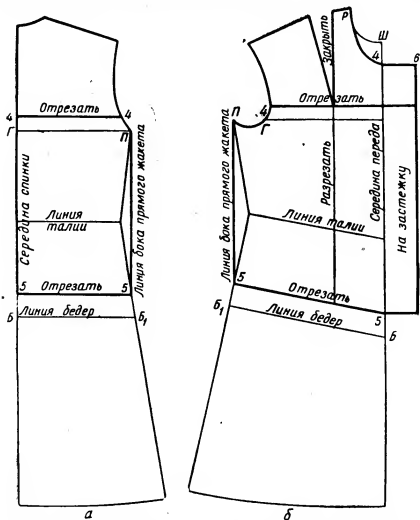 Р
Ш
Закрыть
4
6
4
Отрезать
4
Г
П
Середина спинки
Линия бока прямого жакета
Линия
талии
5
Отрезать
5
Б
Линия бедер
Б₁
а
П
4
Г
Отрезать
Разрезать
Середина переда
На застежку
Линия бока прямого жакета
Линия талии
5
Отрезать
5
Б₁
Линия бедер
Б
б